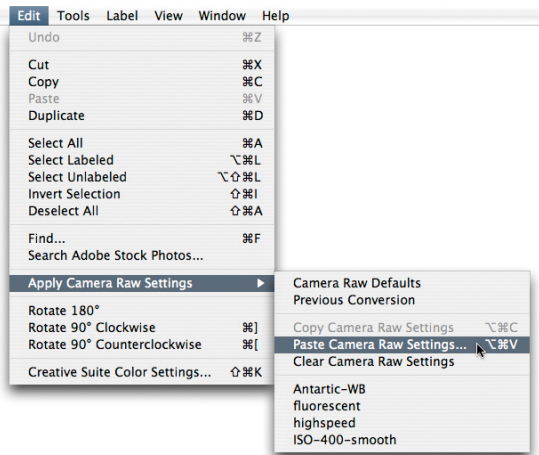 Edit Tools Label View Window Help
Undo ⌘Z
Cut ⌘X
Copy ⌘C
Paste ⌘V
Duplicate ⌘D
Select All ⌘A
Select Labeled ⌥⌘L
Select Unlabeled ⌥⇧⌘L
Invert Selection ⇧⌘I
Deselect All ⇧⌘A
Find... ⌘F
Search Adobe Stock Photos...
Apply Camera Raw Settings ▶
Rotate 180°
Rotate 90° Clockwise ⌘]
Rotate 90° Counterclockwise ⌘[
Creative Suite Color Settings... ⇧⌘K
Camera Raw Defaults
Previous Conversion
Copy Camera Raw Settings ⌥⌘C
Paste Camera Raw Settings... ⌥⌘V
Clear Camera Raw Settings
Antartic-WB
fluorescent
highspeed
ISO-400-smooth